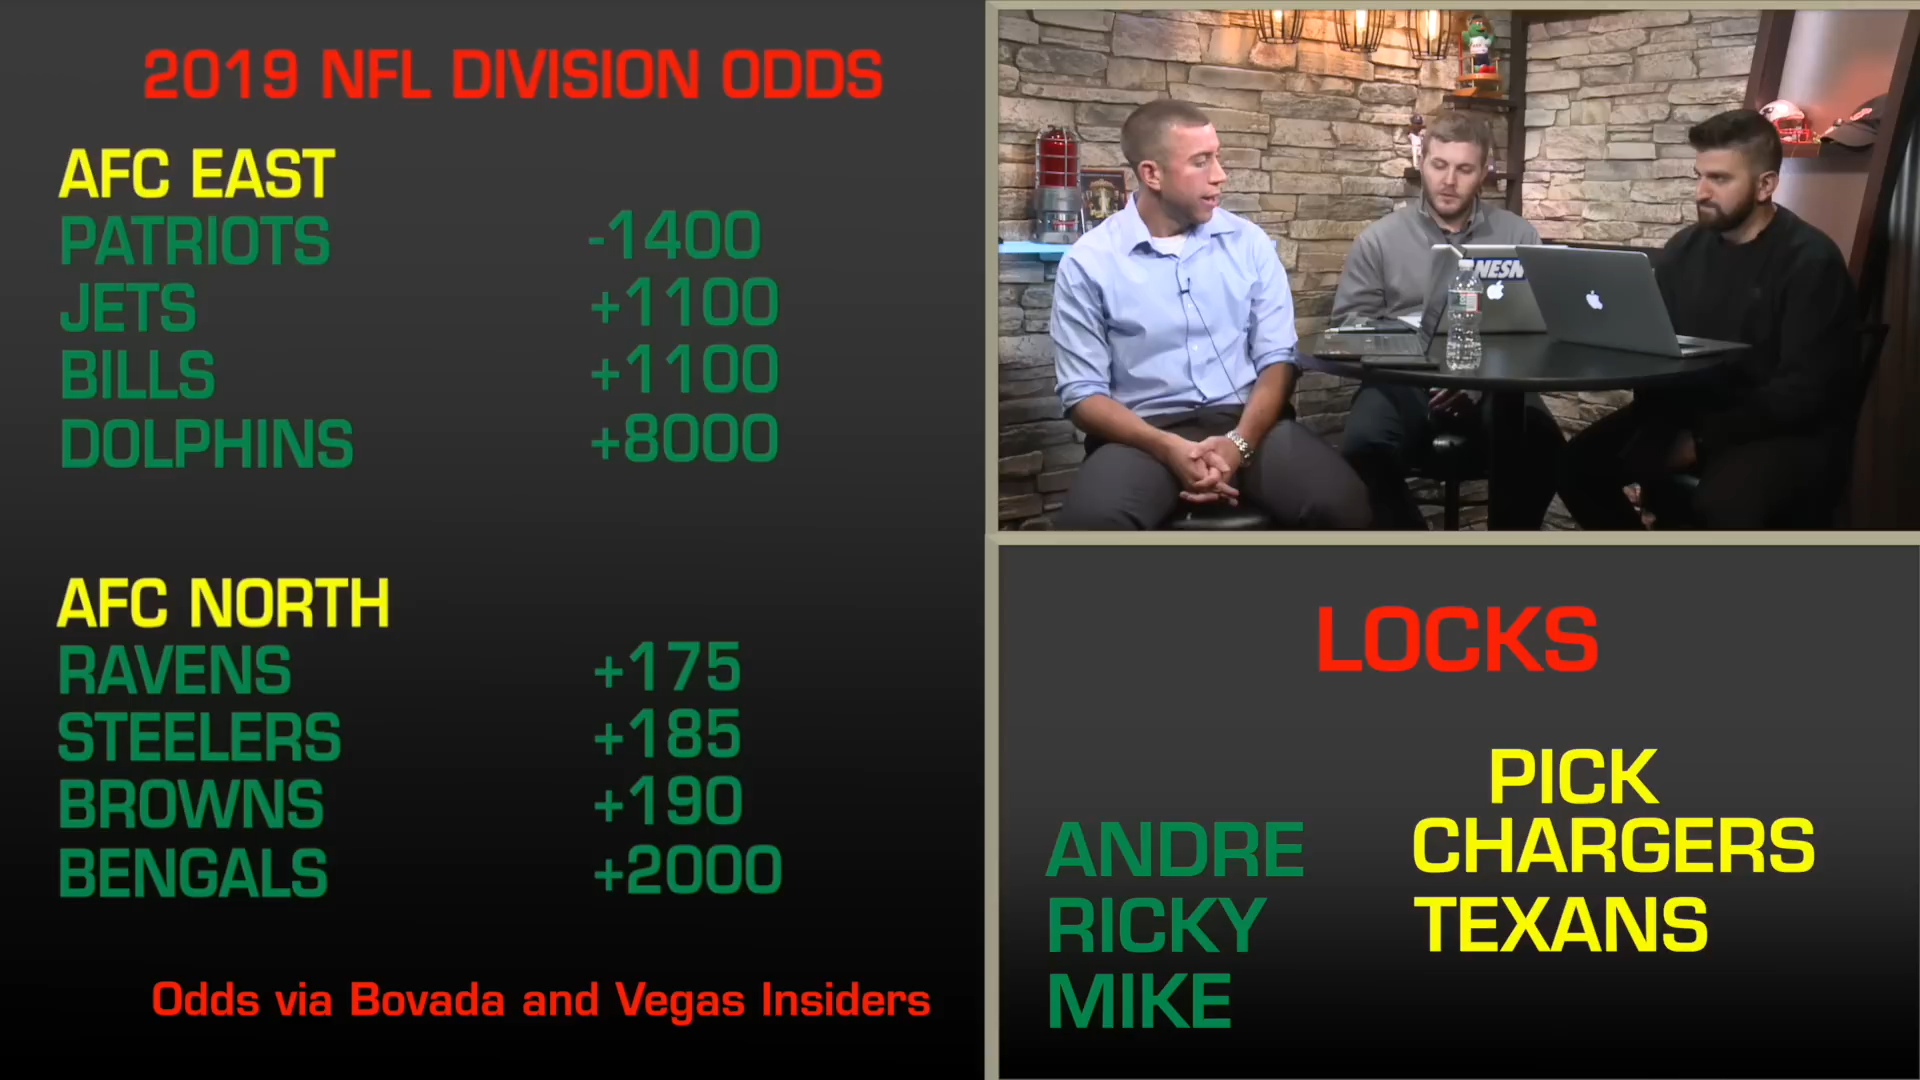 2019 NFL DIVISION ODDS
AFC EAST
PATRIOTS -1400
JETS +1100
BILLS +1100
DOLPHINS +8000
AFC NORTH
RAVENS +175
STEELERS +185
BROWNS +190
BENGALS +2000
Odds via Bovada and Vegas Insiders
NESN
LOCKS
PICK
ANDRE CHARGERS
RICKY TEXANS
MIKE